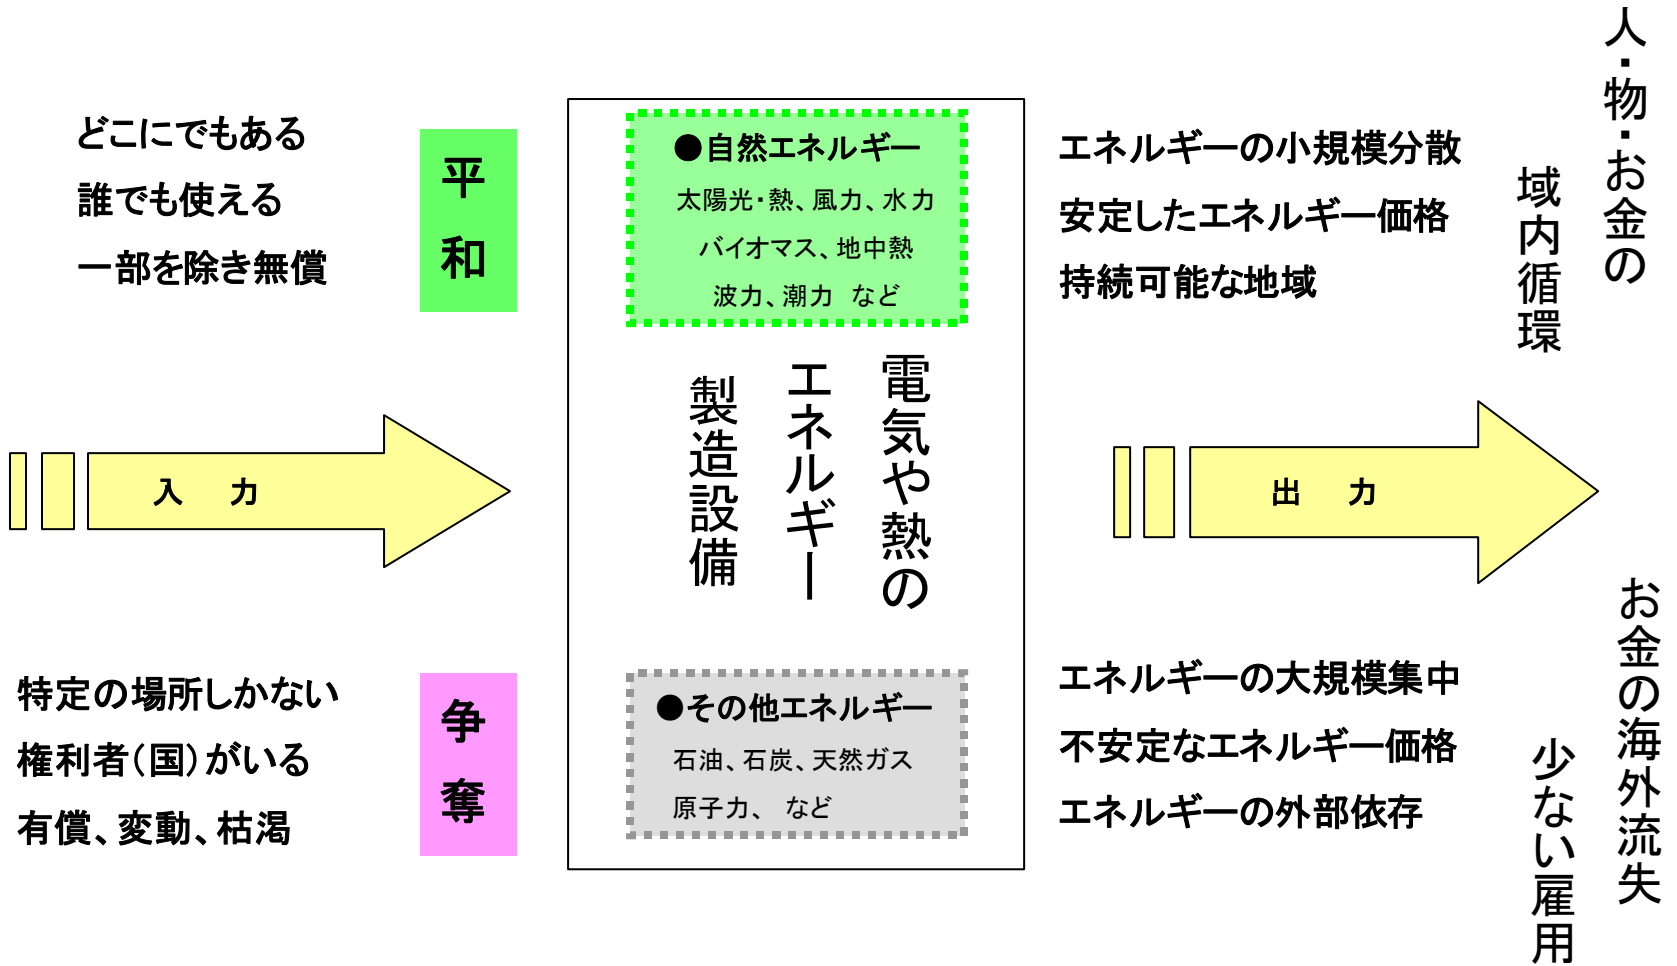 どこにでもある
誰でも使える
一部を除き無償
平和
●自然エネルギー
太陽光・熱、風力、水力
バイオマス、地中熱
波力、潮力 など
エネルギーの小規模分散
安定したエネルギー価格
持続可能な地域
人・物・お金の
域内循環
入 力
電気や熱の
エネルギー
製造設備
出 力
特定の場所しかない
権利者(国)がいる
有償、変動、枯渇
争奪
●その他エネルギー
石油、石炭、天然ガス
原子力、 など
エネルギーの大規模集中
不安定なエネルギー価格
エネルギーの外部依存
お金の海外流失
少ない雇用